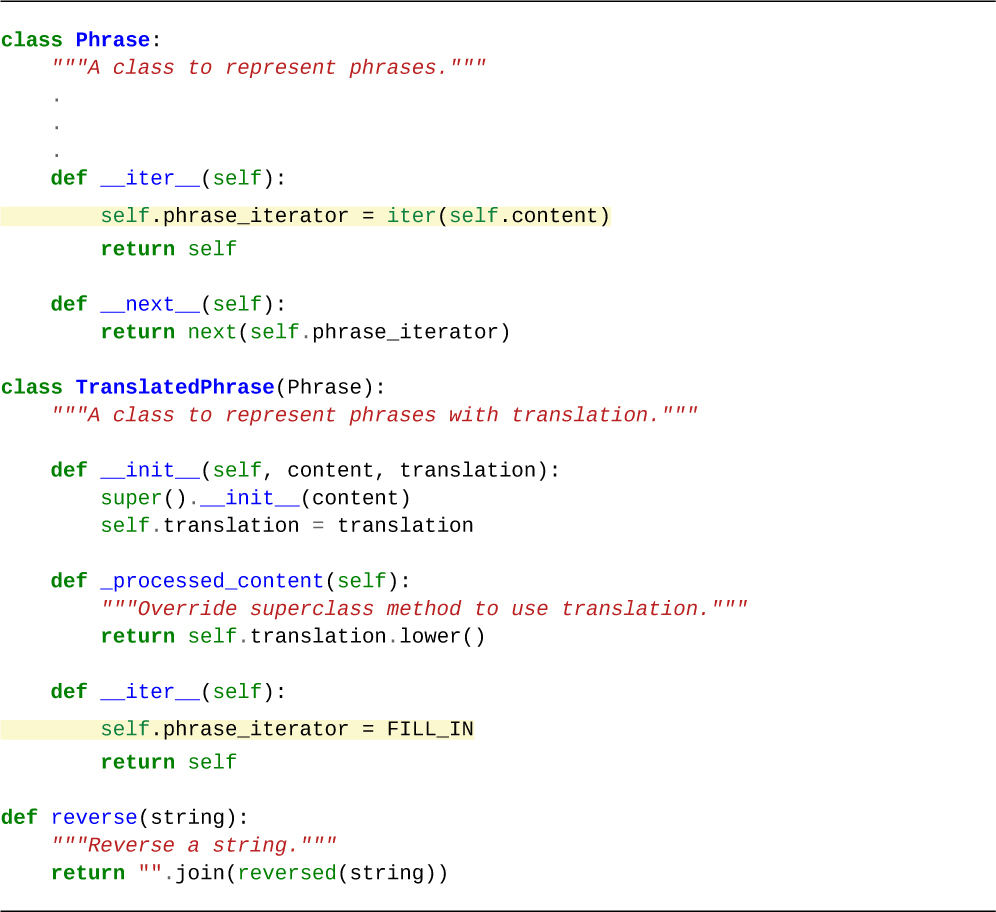 class Phrase:
    """A class to represent phrases."""
    .
    .
    .
    def __iter__(self):
        self.phrase_iterator = iter(self.content)
        return self

    def __next__(self):
        return next(self.phrase_iterator)

class TranslatedPhrase(Phrase):
    """A class to represent phrases with translation."""

    def __init__(self, content, translation):
        super().__init__(content)
        self.translation = translation

    def _processed_content(self):
        """Override superclass method to use translation."""
        return self.translation.lower()

    def __iter__(self):
        self.phrase_iterator = FILL_IN
        return self

def reverse(string):
    """Reverse a string."""
    return "".join(reversed(string))